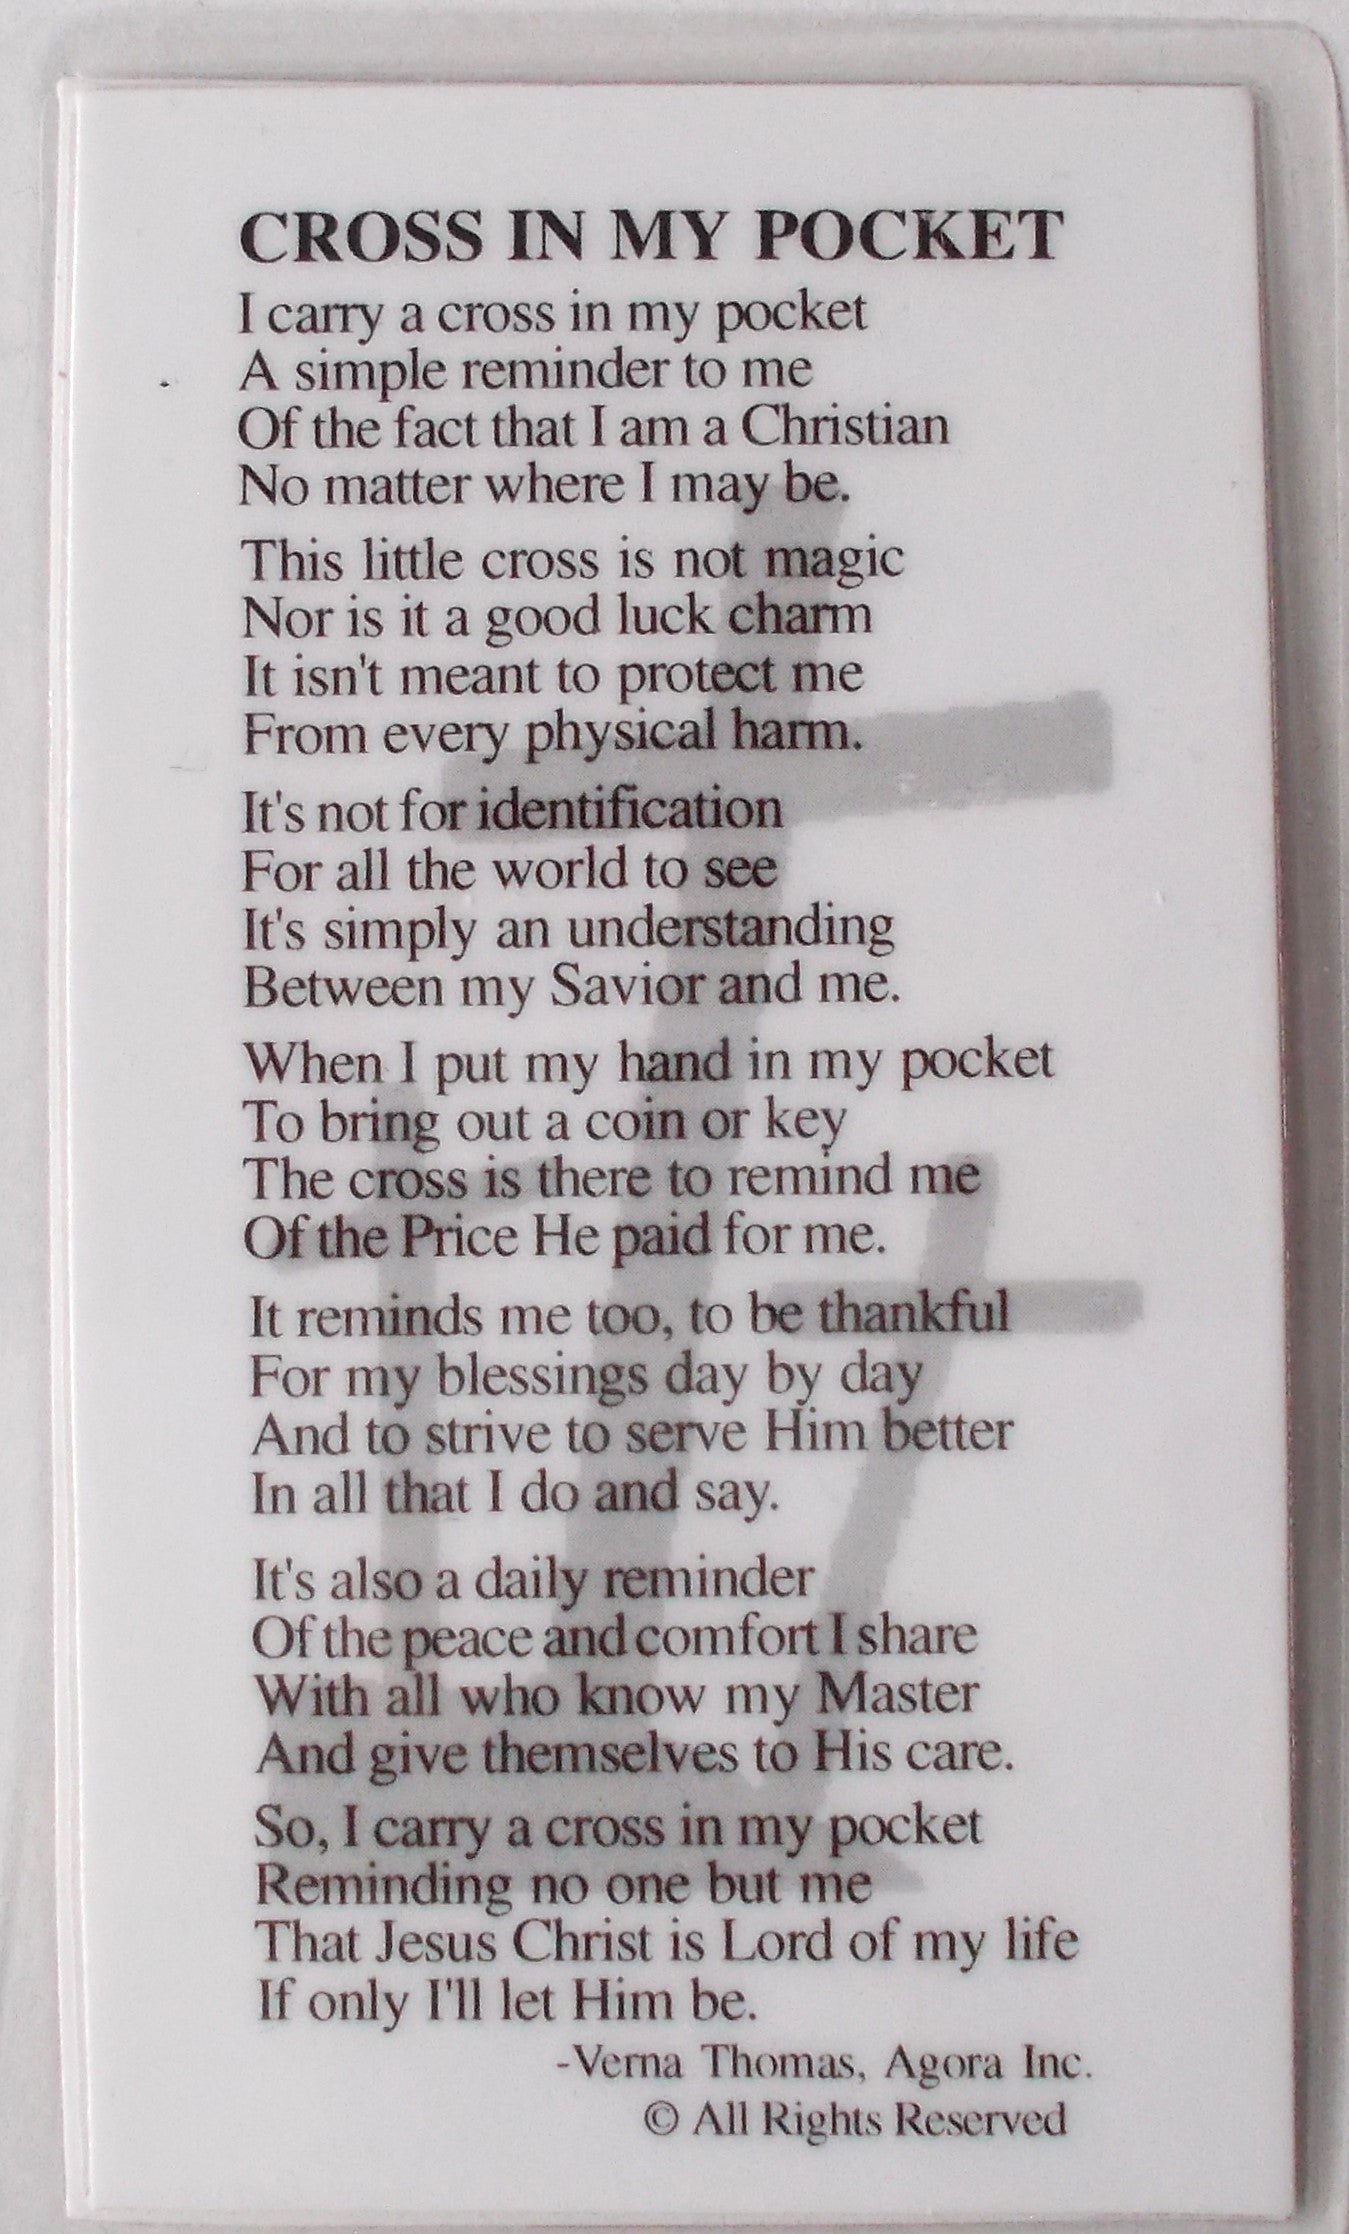 CROSS IN MY POCKET
I carry a cross in my pocket
A simple reminder to me
Of the fact that I am a Christian
No matter where I may be.
This little cross is not magic
Nor is it a good luck charm
It isn't meant to protect me
From every physical harm.
It's not for identification
For all the world to see
It's simply an understanding
Between my Savior and me.
When I put my hand in my pocket
To bring out a coin or key
The cross is there to remind me
Of the Price He paid for me.
It reminds me too, to be thankful
For my blessings day by day
And to strive to serve Him better
In all that I do and say.
It's also a daily reminder
Of the peace and comfort I share
With all who know my Master
And give themselves to His care.
So, I carry a cross in my pocket
Reminding no one but me
That Jesus Christ is Lord of my life
If only I'll let Him be.
-Verna Thomas, Agora Inc.
© All Rights Reserved